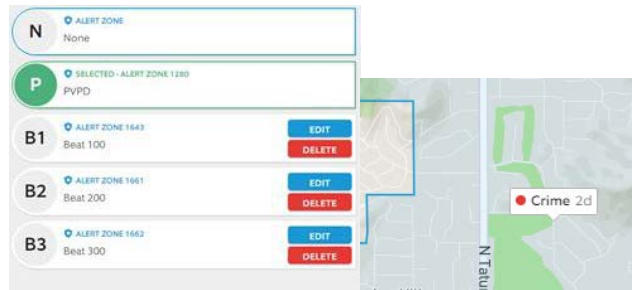 N
ALERT ZONE
None
P
SELECTED - ALERT ZONE 1280
PVPD
B1
ALERT ZONE 1643
Beat 100
EDIT
DELETE
B2
ALERT ZONE 1661
Beat 200
EDIT
DELETE
B3
ALERT ZONE 1662
Beat 300
EDIT
DELETE
Crime 2d
N Tatu